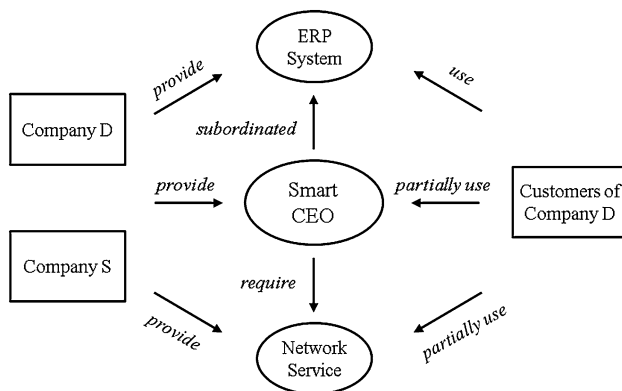 ERP
System
provide
use
Company D
subordinated
provide
Smart
CEO
partially use
Customers of
Company D
Company S
require
provide
partially use
Network
Service